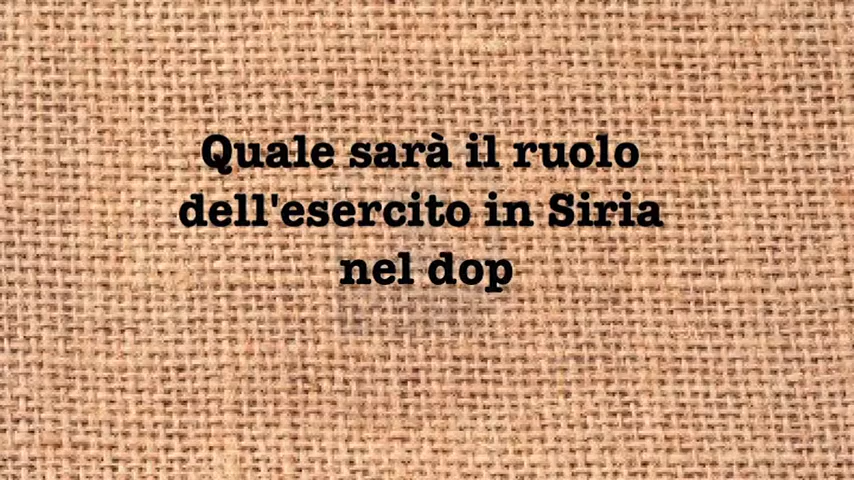 Quale sarà il ruolo
dell'esercito in Siria
nel dop